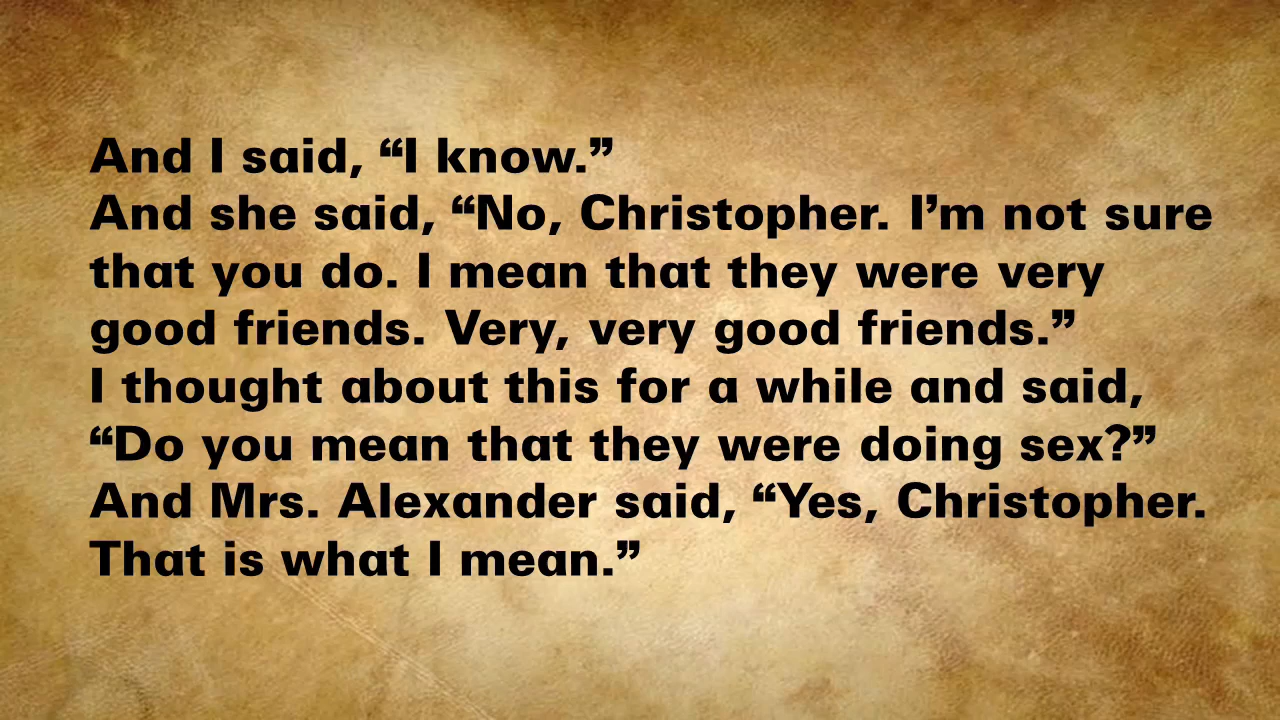 And I said, “I know.”
And she said, “No, Christopher. I’m not sure
that you do. I mean that they were very
good friends. Very, very good friends.”
I thought about this for a while and said,
“Do you mean that they were doing sex?”
And Mrs. Alexander said, “Yes, Christopher.
That is what I mean.”